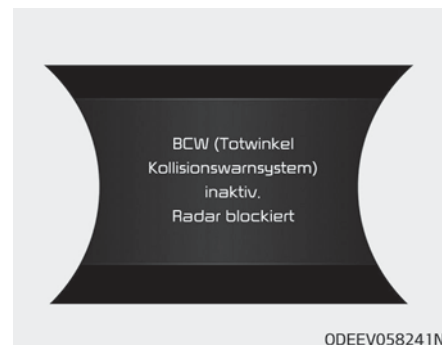 BCW (Totwinkel
Kollisionswarnsystem)
inaktiv.
Radar blockiert
ODEEV058241N